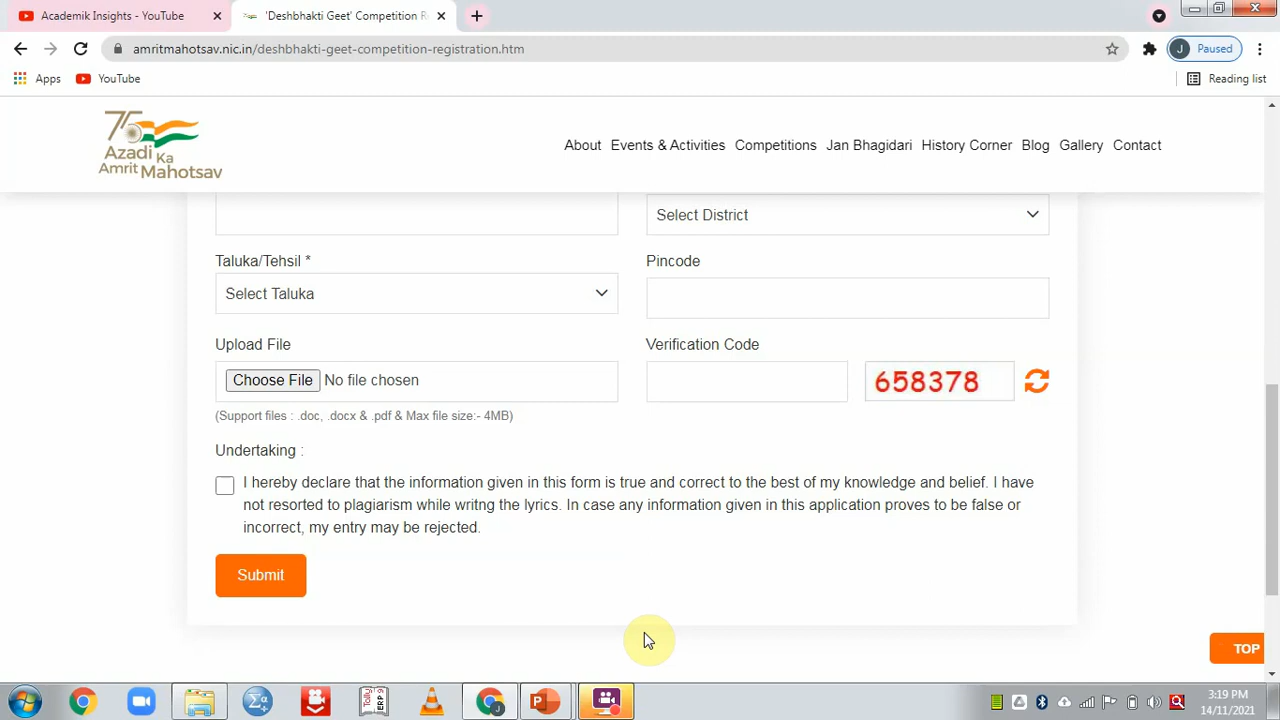 Academik Insights - YouTube
'Deshbhakti Geet' Competition R
amritmahotsav.nic.in/deshbhakti-geet-competition-registration.htm
J Paused
Apps YouTube Reading list
75
Azadi Ka
Amrit Mahotsav
About Events & Activities Competitions Jan Bhagidari History Corner Blog Gallery Contact
Select District
Taluka/Tehsil * Pincode
Select Taluka
Upload File Verification Code
Choose File No file chosen 658378
(Support files : .doc, .docx & .pdf & Max file size:- 4MB)
Undertaking :
I hereby declare that the information given in this form is true and correct to the best of my knowledge and belief. I have
not resorted to plagiarism while writng the lyrics. In case any information given in this application proves to be false or
incorrect, my entry may be rejected.
Submit
TOP
3:19 PM
14/11/2021